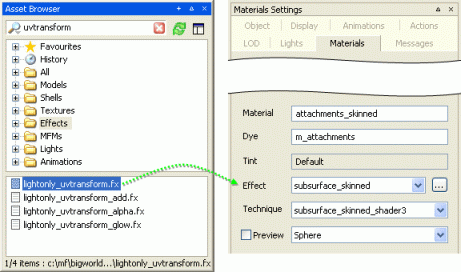 Asset Browser
uvtransform
Favourites
History
All
Models
Shells
Textures
Effects
MFMs
Lights
Animations
lightonly_uvtransform.fx
lightonly_uvtransform_add.fx
lightonly_uvtransform_alpha.fx
lightonly_uvtransform_glow.fx
1/4 items : c:\mf\bigworld...\lightonly_uvtransform.fx
Materials Settings
Object Display Animations Actions
LOD Lights Materials Messages
Material attachments_skinned
Dye m_attachments
Tint Default
Effect subsurface_skinned ...
Technique subsurface_skinned_shader3
Preview Sphere